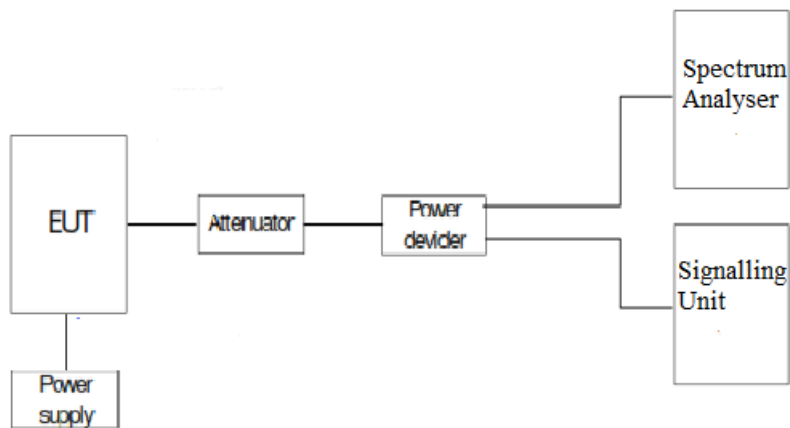 Spectrum
Analyser
EUT
Attenuator
Power
devider
Signalling
Unit
Power
supply